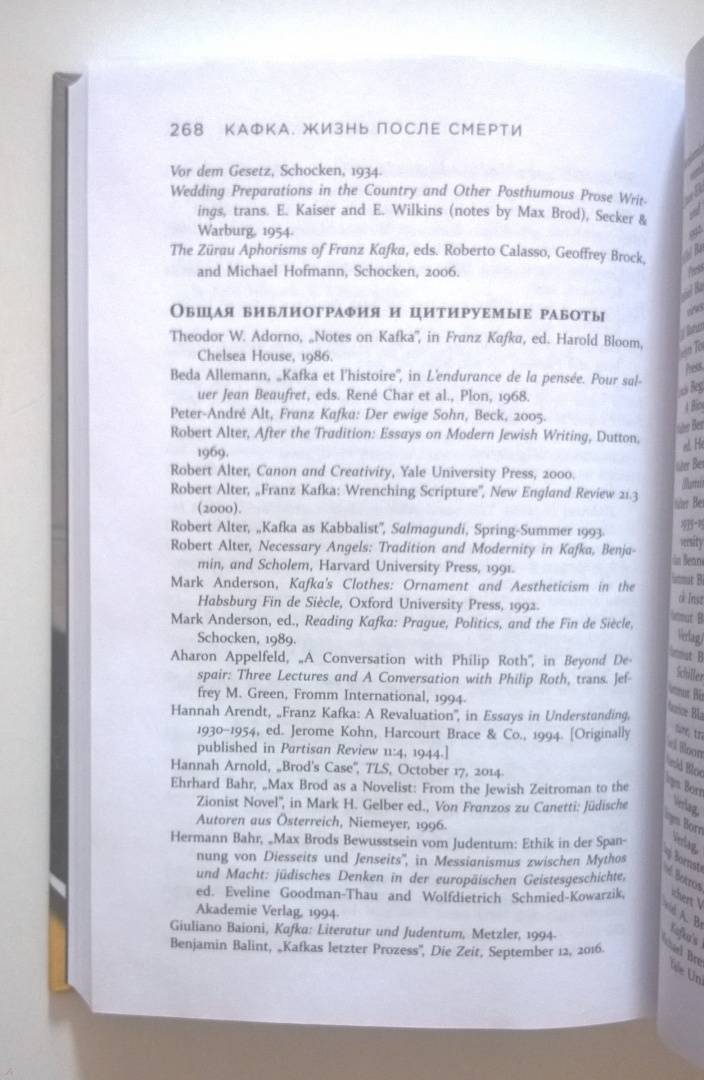 268 КАФКА. ЖИЗНЬ ПОСЛЕ СМЕРТИ
Vor dem Gesetz, Schocken, 1934.
Wedding Preparations in the Country and Other Posthumous Prose Writ-
ings, trans. E. Kaiser and E. Wilkins (notes by Max Brod), Secker &
Warburg, 1954.
The Zürau Aphorisms of Franz Kafka, eds. Roberto Calasso, Geoffrey Brock,
and Michael Hofmann, Schocken, 2006.
ОБЩАЯ БИБЛИОГРАФИЯ И ЦИТИРУЕМЫЕ РАБОТЫ
Theodor W. Adorno, „Notes on Kafka”, in Franz Kafka, ed. Harold Bloom,
Chelsea House, 1986.
Beda Allemann, „Kafka et l'histoire”, in L'endurance de la pensée. Pour sal-
uer Jean Beaufret, eds. René Char et al., Plon, 1968.
Peter-André Alt, Franz Kafka: Der ewige Sohn, Beck, 2005.
Robert Alter, After the Tradition: Essays on Modern Jewish Writing, Dutton,
1969.
Robert Alter, Canon and Creativity, Yale University Press, 2000.
Robert Alter, „Franz Kafka: Wrenching Scripture”, New England Review 21.3
(2000).
Robert Alter, „Kafka as Kabbalist”, Salmagundi, Spring-Summer 1993.
Robert Alter, Necessary Angels: Tradition and Modernity in Kafka, Benja-
min, and Scholem, Harvard University Press, 1991.
Mark Anderson, Kafka's Clothes: Ornament and Aestheticism in the
Habsburg Fin de Siècle, Oxford University Press, 1992.
Mark Anderson, ed., Reading Kafka: Prague, Politics, and the Fin de Siècle,
Schocken, 1989.
Aharon Appelfeld, „A Conversation with Philip Roth”, in Beyond De-
spair: Three Lectures and A Conversation with Philip Roth, trans. Jef-
frey M. Green, Fromm International, 1994.
Hannah Arendt, „Franz Kafka: A Revaluation”, in Essays in Understanding,
1930–1954, ed. Jerome Kohn, Harcourt Brace & Co., 1994. [Originally
published in Partisan Review 11:4, 1944.]
Hannah Arnold, „Brod's Case”, TLS, October 17, 2014.
Ehrhard Bahr, „Max Brod as a Novelist: From the Jewish Zeitroman to the
Zionist Novel”, in Mark H. Gelber ed., Von Franzos zu Canetti: Jüdische
Autoren aus Österreich, Niemeyer, 1996.
Hermann Bahr, „Max Brods Bewusstsein vom Judentum: Ethik in der Span-
nung von Diesseits und Jenseits”, in Messianismus zwischen Mythos
und Macht: jüdisches Denken in der europäischen Geistesgeschichte,
ed. Eveline Goodman-Thau and Wolfdietrich Schmied-Kowarzik,
Akademie Verlag, 1994.
Giuliano Baioni, Kafka: Literatur und Judentum, Metzler, 1994.
Benjamin Balint, „Kafkas letzter Prozess”, Die Zeit, September 12, 2016.